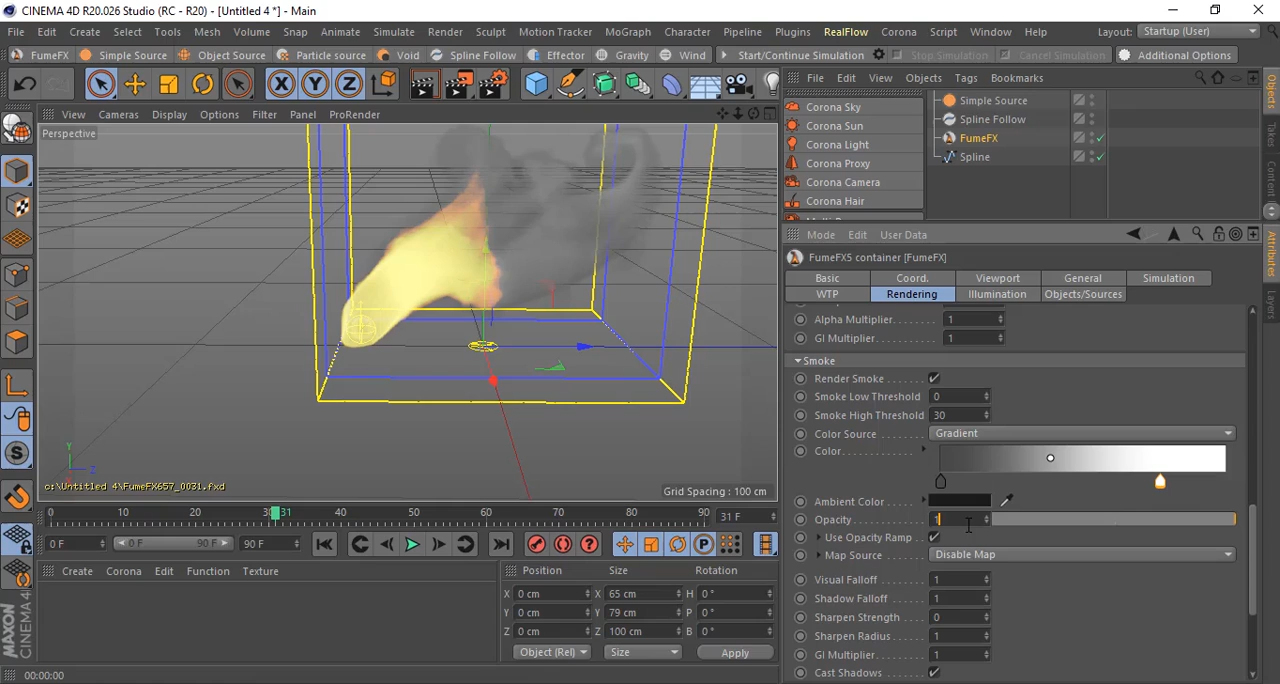 CINEMA 4D R20.026 Studio (RC - R20) - [Untitled 4 *] - Main
File Edit Create Select Tools Mesh Volume Snap Animate Simulate Render Sculpt Motion Tracker MoGraph Character Pipeline Plugins RealFlow Corona Script Window Help Layout: Startup (User)
FumeFX Simple Source Object Source Particle source Void Spline Follow Effector Gravity Wind Start/Continue Simulation Stop Simulation Cancel Simulation Additional Options
X Y Z
File Edit View Objects Tags Bookmarks
View Cameras Display Options Filter Panel ProRender
Perspective
Corona Sky
Corona Sun
Corona Light
Corona Proxy
Corona Camera
Corona Hair
Simple Source
Spline Follow
FumeFX
Spline
Objects
Takes
Content
Attributes
Layers
Mode Edit User Data
FumeFX5 container [FumeFX]
Basic Coord. Viewport General Simulation
WTP Rendering Illumination Objects/Sources
Alpha Multiplier 1
GI Multiplier 1
Smoke
Render Smoke
Smoke Low Threshold 0
Smoke High Threshold 30
Color Source Gradient
Color
Ambient Color
Opacity 1
Use Opacity Ramp
Map Source Disable Map
Visual Falloff 1
Shadow Falloff 1
Sharpen Strength 0
Sharpen Radius 1
GI Multiplier 1
Cast Shadows
Y
Z
c:\Untitled 4\FumeFX657_0031.fxd
Grid Spacing : 100 cm
0 10 20 31 40 50 60 70 80 90 31 F
0 F 0 F 90 F 90 F
Create Corona Edit Function Texture
Position Size Rotation
X 0 cm X 65 cm H 0 °
Y 0 cm Y 79 cm P 0 °
Z 0 cm Z 100 cm B 0 °
Object (Rel) Size Apply
MAXON
CINEMA 4D
00:00:00